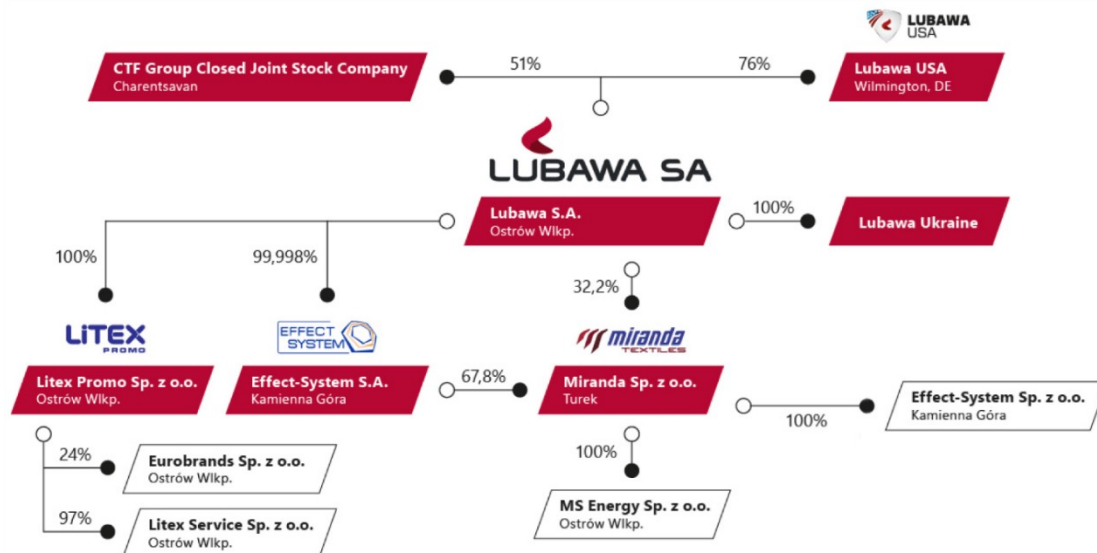 LUBAWA
USA
CTF Group Closed Joint Stock Company
Charentsavan
51%
76%
Lubawa USA
Wilmington, DE
LUBAWA SA
Lubawa S.A.
Ostrów Wlkp.
100%
Lubawa Ukraine
100%
99,998%
32,2%
LiTEX
PROMO
EFFECT
SYSTEM
miranda
TEXTILES
Litex Promo Sp. z o.o.
Ostrów Wlkp.
Effect-System S.A.
Kamienna Góra
67,8%
Miranda Sp. z o.o.
Turek
100%
Effect-System Sp. z o.o.
Kamienna Góra
24%
Eurobrands Sp. z o.o.
Ostrów Wlkp.
100%
97%
Litex Service Sp. z o.o.
Ostrów Wlkp.
MS Energy Sp. z o.o.
Ostrów Wlkp.